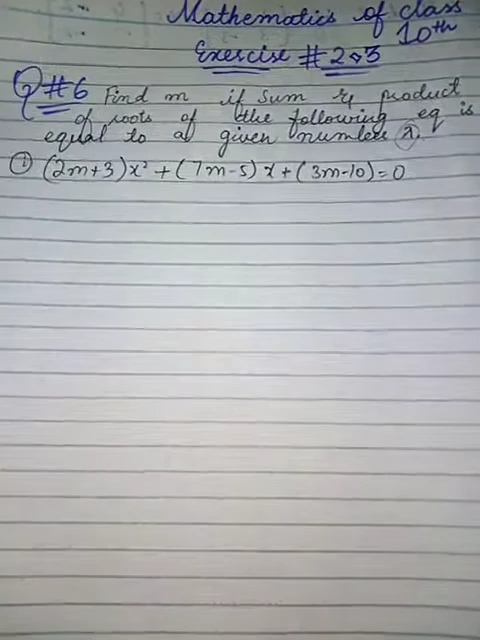 Mathematics of class 10th
Exercise # 2.3
Q#6 Find m if sum & product
of roots of the following eq is
equal to a given number λ.
① (2m+3)x² + (7m-5)x + (3m-10) = 0